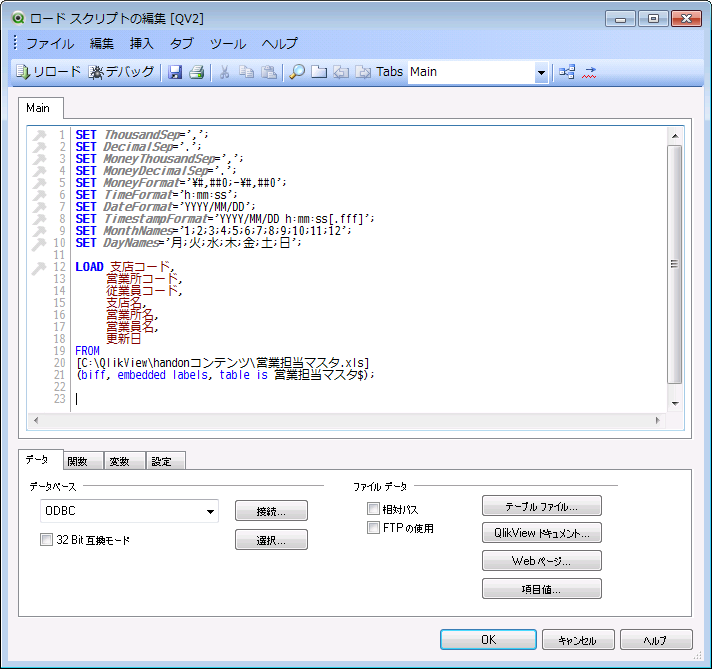 ロード スクリプトの編集 [QV2]
ファイル 編集 挿入 タブ ツール ヘルプ
リロード デバッグ Tabs Main
Main
1 SET ThousandSep=',';
2 SET DecimalSep='.';
3 SET MoneyThousandSep=',';
4 SET MoneyDecimalSep='.';
5 SET MoneyFormat='¥#,##0;-¥#,##0';
6 SET TimeFormat='h:mm:ss';
7 SET DateFormat='YYYY/MM/DD';
8 SET TimestampFormat='YYYY/MM/DD h:mm:ss[.fff]';
9 SET MonthNames='1;2;3;4;5;6;7;8;9;10;11;12';
10 SET DayNames='月;火;水;木;金;土;日';
11
12 LOAD 支店コード,
13 営業所コード,
14 従業員コード,
15 支店名,
16 営業所名,
17 営業員名,
18 更新日
19 FROM
20 [C:\QlikView\handonコンテンツ\営業担当マスタ.xls]
21 (biff, embedded labels, table is 営業担当マスタ$);
22
23
データ 関数 変数 設定
データベース
ODBC
接続...
32 Bit 互換モード
選択...
ファイル データ
相対パス
FTP の使用
テーブル ファイル...
QlikView ドキュメント...
Web ページ...
項目値...
OK キャンセル ヘルプ